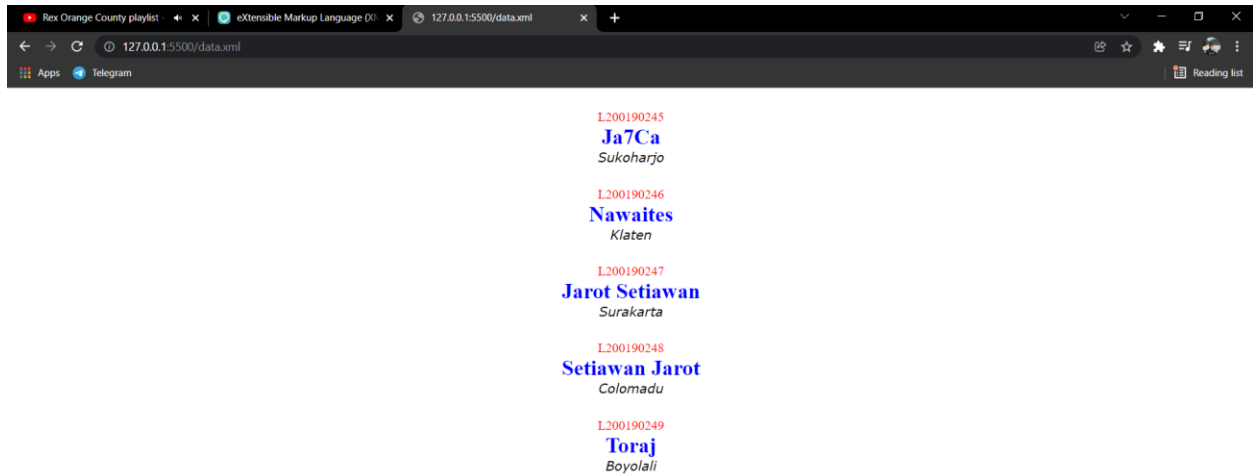 Rex Orange County playlist -
eXtensible Markup Language (XM
127.0.0.1:5500/data.xml
127.0.0.1:5500/data.xml
Apps
Telegram
Reading list
L200190245
Ja7Ca
Sukoharjo
L200190246
Nawaites
Klaten
L200190247
Jarot Setiawan
Surakarta
L200190248
Setiawan Jarot
Colomadu
L200190249
Toraj
Boyolali